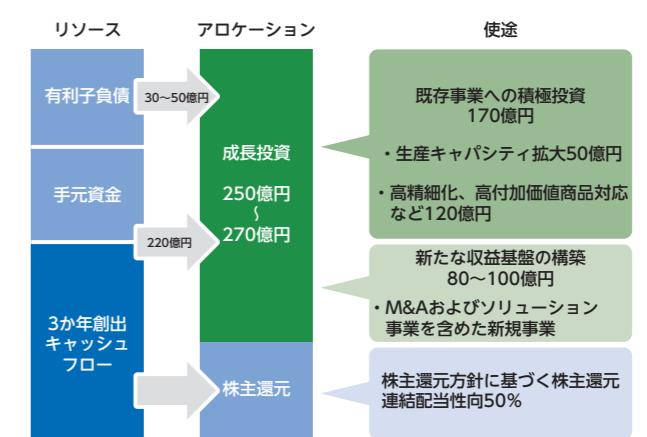 リソース
アロケーション
使途
有利子負債
30～50億円
手元資金
220億円
3か年創出
キャッシュ
フロー
成長投資
250億円
～
270億円
株主還元
既存事業への積極投資
170億円
・生産キャパシティ拡大50億円
・高精細化、高付加価値商品対応
など120億円
新たな収益基盤の構築
80～100億円
・M&Aおよびソリューション
事業を含めた新規事業
株主還元方針に基づく株主還元
連結配当性向50%